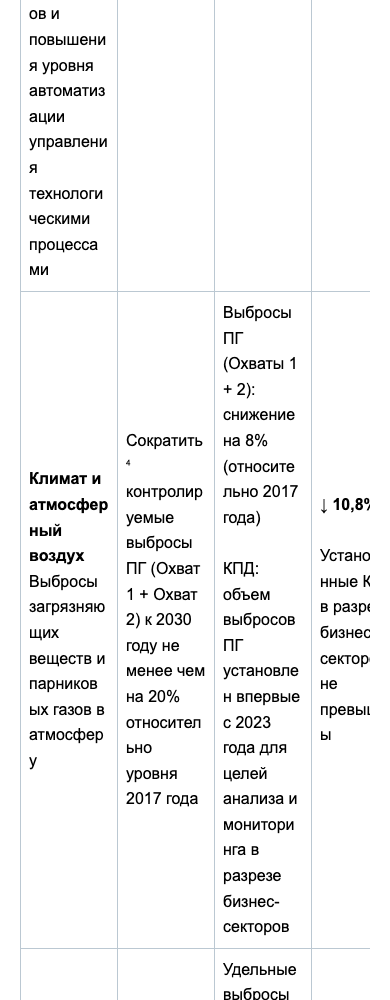 ов и
повышени
я уровня
автоматиз
ации
управлени
я
технологи
ческими
процесса
ми
Климат и
атмосфер
ный
воздух
Выбросы
загрязняю
щих
веществ и
парников
ых газов в
атмосфер
у
Сократить
4
контролир
уемые
выбросы
ПГ (Охват
1 + Охват
2) к 2030
году не
менее чем
на 20%
относител
ьно
уровня
2017 года
Выбросы
ПГ
(Охваты 1
+ 2):
снижение
на 8%
(относите
льно 2017
года)
КПД:
объем
выбросов
ПГ
установле
н впервые
с 2023
года для
целей
анализа и
монитори
нга в
разрезе
бизнес-
секторов
↓ 10,8%
Устано
нные К
в разре
бизнес
секторо
не
превыш
ы
Удельные
выбросы